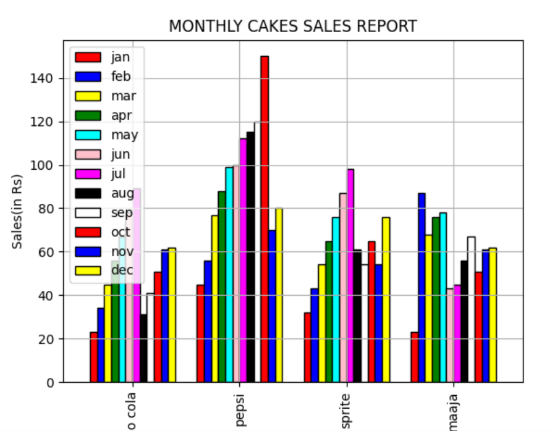 MONTHLY CAKES SALES REPORT
Sales(in Rs)
140
120
100
80
60
40
20
0
jan
feb
mar
apr
may
jun
jul
aug
sep
oct
nov
dec
o cola
pepsi
sprite
maaja